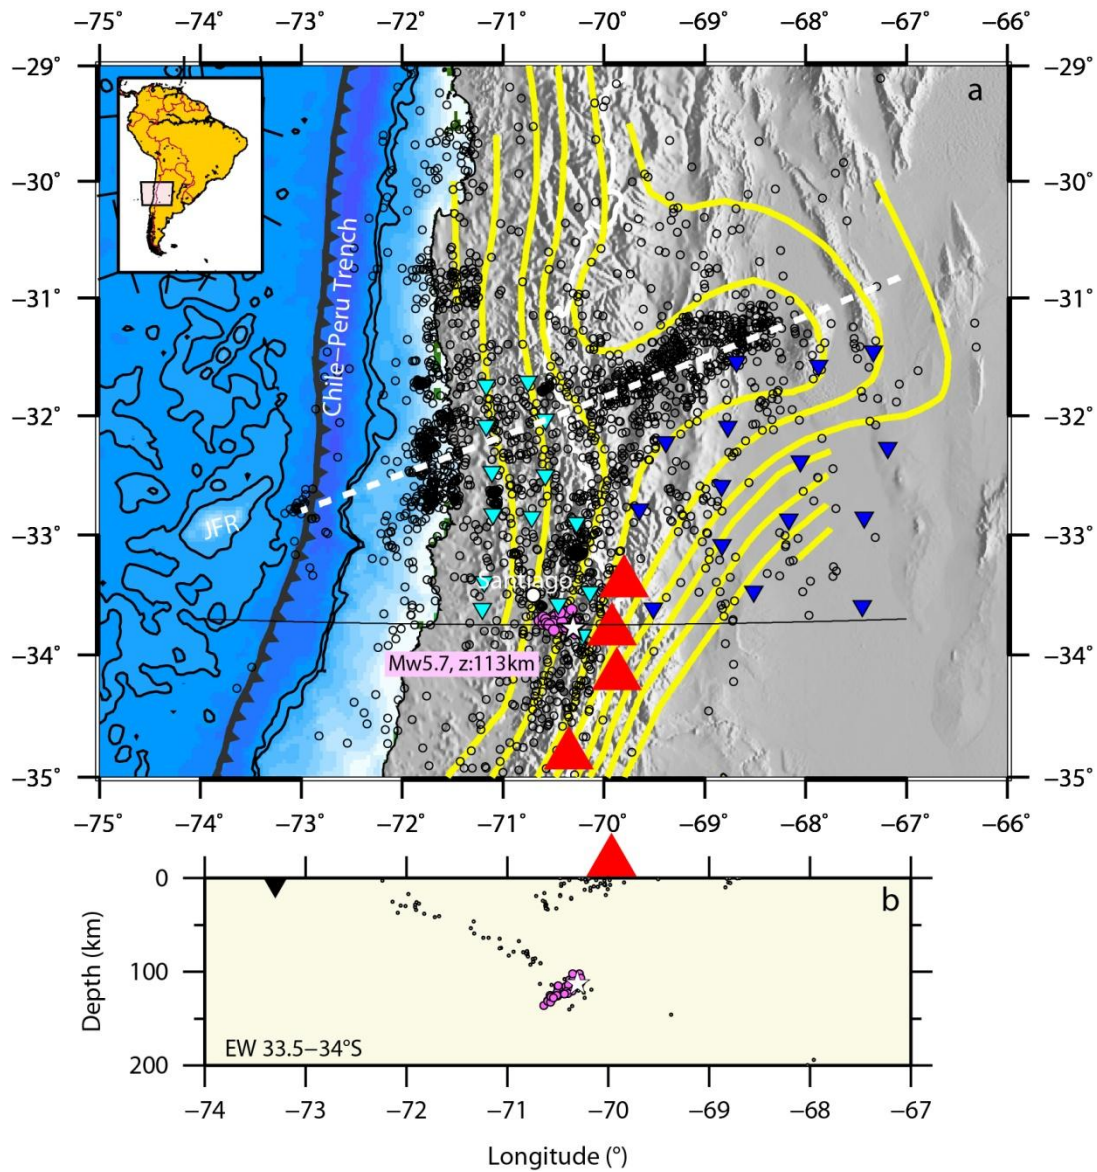 −75° −74° −73° −72° −71° −70° −69° −68° −67° −66°
−29° −29°
a
−30° −30°
Chile−Peru Trench
−31° −31°
−32° −32°
−33° −33°
JFR
Santiago
−34° −34°
Mw5.7, z:113km
−35° −35°
−75° −74° −73° −72° −71° −70° −69° −68° −67° −66°
0
b
Depth (km)
100
EW 33.5−34°S
200
−74 −73 −72 −71 −70 −69 −68 −67
Longitude (°)